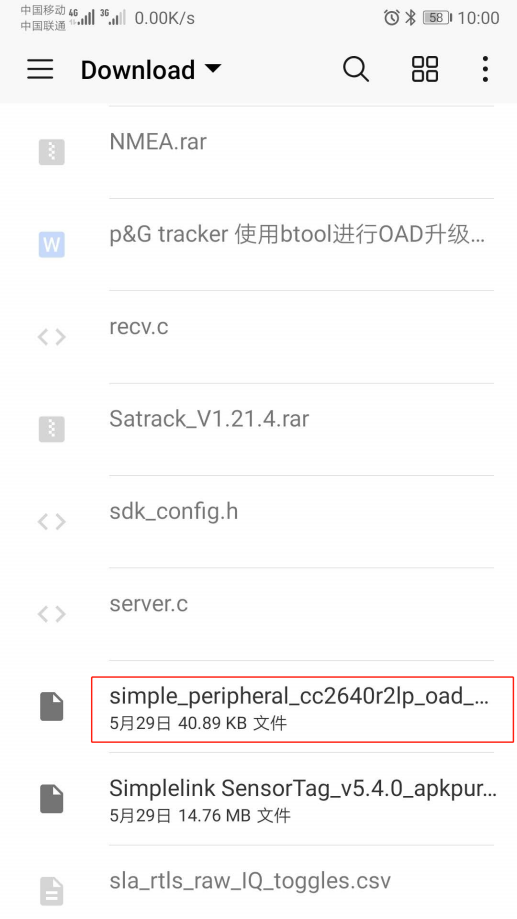 中国移动 4G 3G 0.00K/s 58 10:00
中国联通
Download
NMEA.rar
p&G tracker 使用btool进行OAD升级...
recv.c
Satrack_V1.21.4.rar
sdk_config.h
server.c
simple_peripheral_cc2640r2lp_oad_...
5月29日 40.89 KB 文件
Simplelink SensorTag_v5.4.0_apkpur...
5月29日 14.76 MB 文件
sla_rtls_raw_IQ_toggles.csv